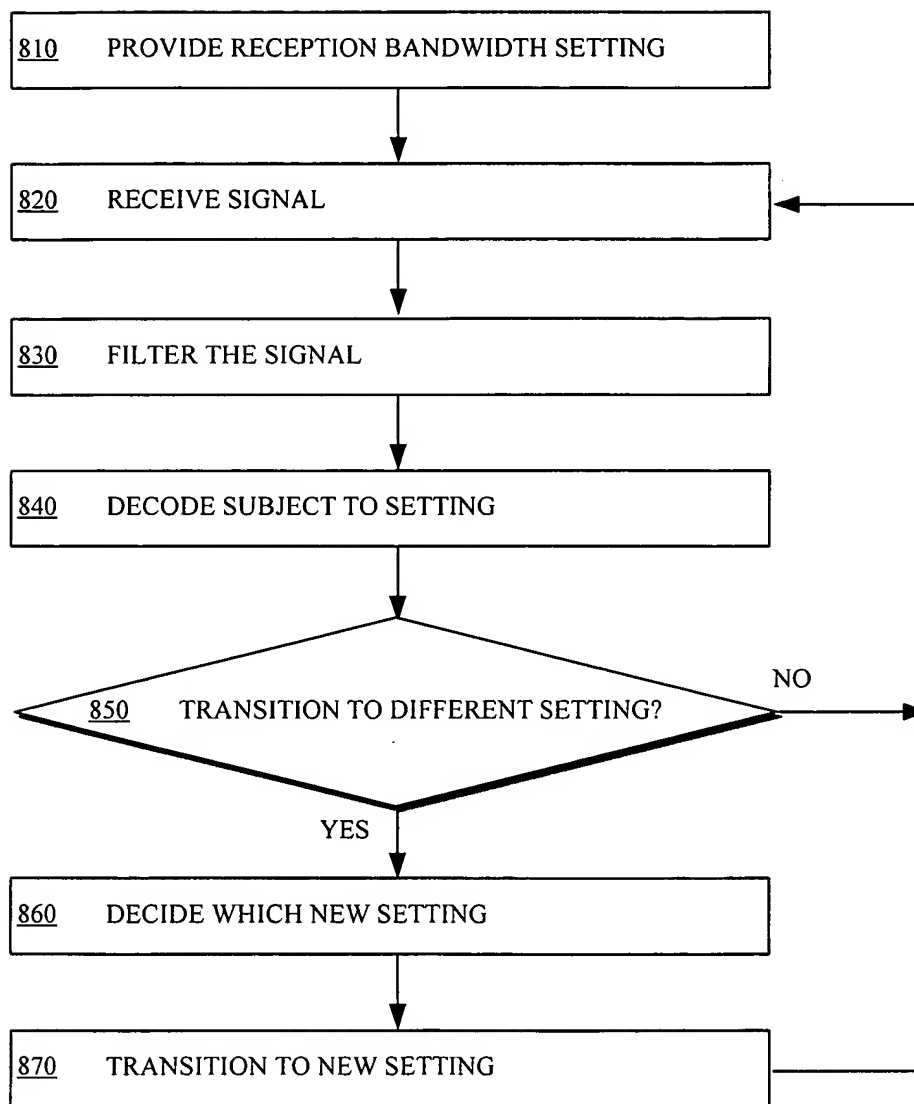 810 PROVIDE RECEPTION BANDWIDTH SETTING
820 RECEIVE SIGNAL
830 FILTER THE SIGNAL
840 DECODE SUBJECT TO SETTING
NO
850 TRANSITION TO DIFFERENT SETTING?
YES
860 DECIDE WHICH NEW SETTING
870 TRANSITION TO NEW SETTING